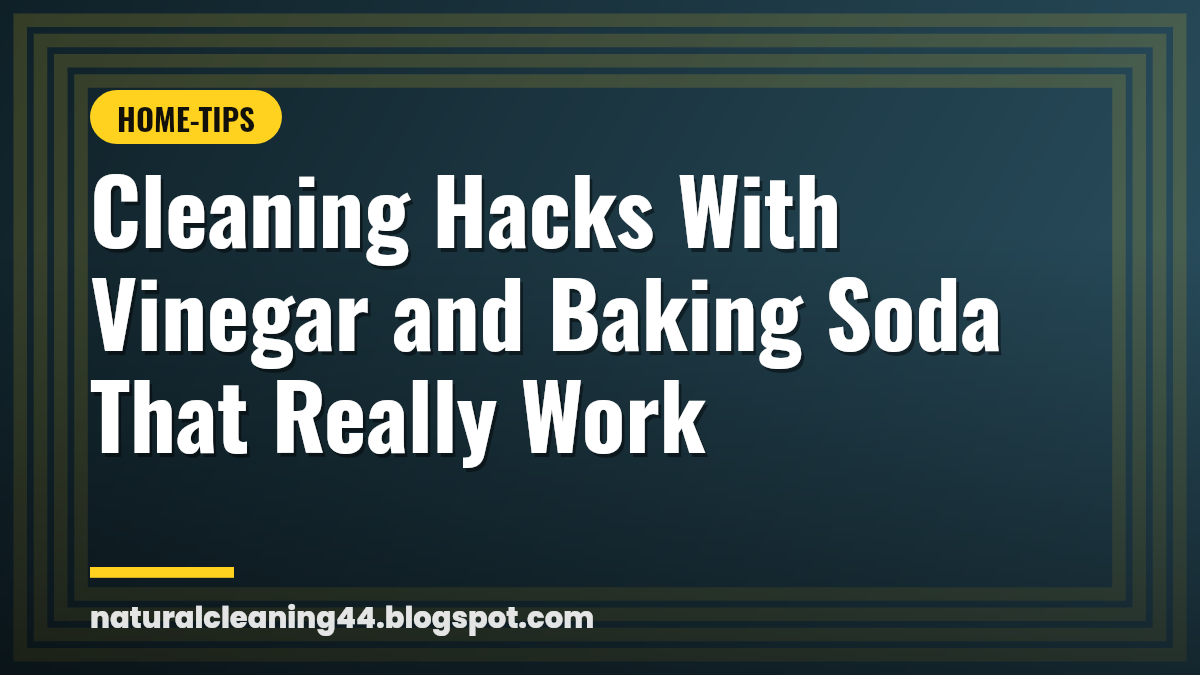 HOME-TIPS
Cleaning Hacks With
Vinegar and Baking Soda
That Really Work
naturalcleaning44.blogspot.com